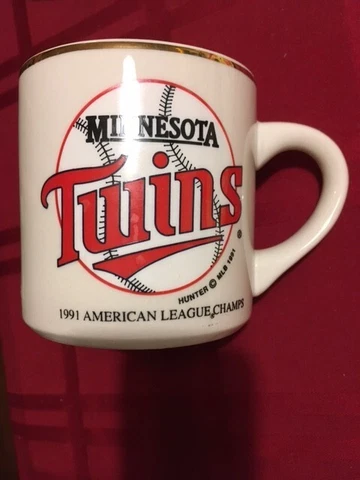 MINNESOTA
Twins
®
HUNTER © MLB 1991
1991 AMERICAN LEAGUE CHAMPS